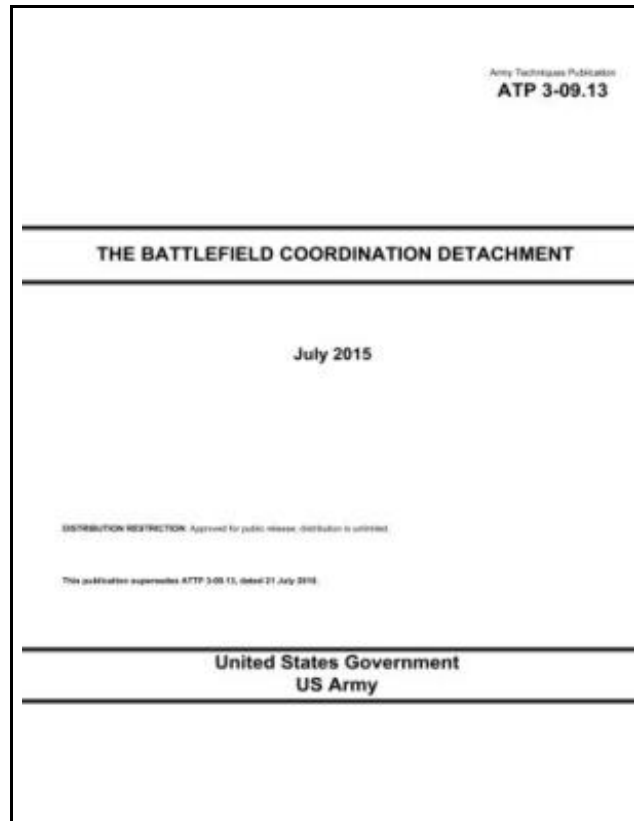 Army Techniques Publication
ATP 3-09.13
THE BATTLEFIELD COORDINATION DETACHMENT
July 2015
DISTRIBUTION RESTRICTION: Approved for public release; distribution is unlimited.
This publication supersedes ATTP 3-09.13, dated 21 July 2010.
United States Government
US Army